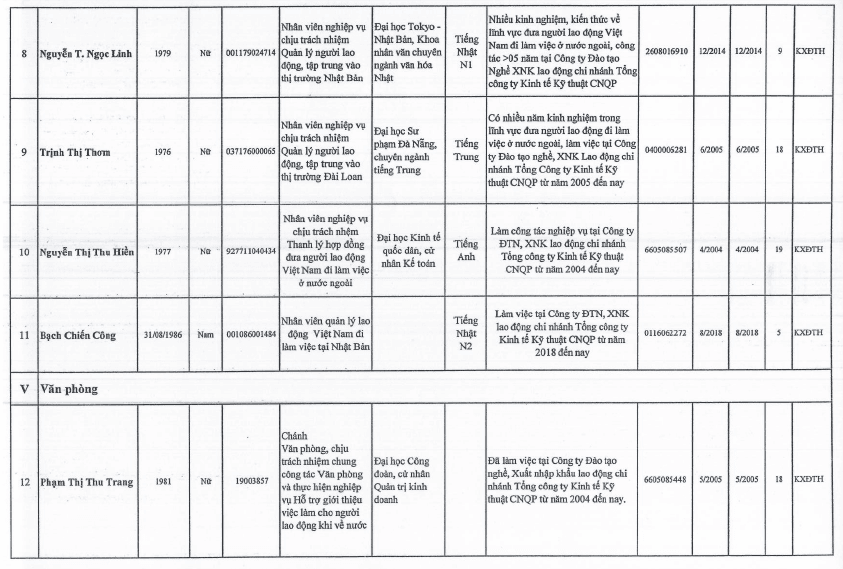 8
Nguyễn T. Ngọc Linh
1979
Nữ
001179024714
Nhân viên nghiệp vụ
chịu trách nhiệm
Quản lý người lao
động, tập trung vào
thị trường Nhật Bản
Đại học Tokyo -
Nhật Bản, Khoa
nhân văn chuyên
ngành văn hóa
Nhật
Tiếng
Nhật
N1
Nhiều kinh nghiệm, kiến thức về
lĩnh vực đưa người lao động Việt
Nam đi làm việc ở nước ngoài, công
tác >05 năm tại Công ty Đào tạo
Nghề XNK lao động chi nhánh Tổng
công ty Kinh tế Kỹ thuật CNQP
2608016910
12/2014
12/2014
9
KXĐTH
9
Trịnh Thị Thơm
1976
Nữ
037176000065
Nhân viên nghiệp vụ
chịu trách nhiệm
Quản lý người lao
động, tập trung vào
thị trường Đài Loan
Đại học Sư
phạm Đà Nẵng,
chuyên ngành
tiếng Trung
Tiếng
Trung
Có nhiều năm kinh nghiệm trong
lĩnh vực đưa người lao động đi làm
việc ở nước ngoài, làm việc tại Công
ty Đào tạo nghề, XNK Lao động chi
nhánh Tổng Công ty Kinh tế Kỹ
thuật CNQP từ năm 2005 đến nay
0400006281
6/2005
6/2005
18
KXĐTH
10
Nguyễn Thị Thu Hiền
1977
Nữ
927711040434
Nhân viên nghiệp vụ
chịu trách nhệm
Thanh lý hợp đồng
đưa người lao động
Việt Nam đi làm việc
ở nước ngoài
Đại học Kinh tế
quốc dân, cử
nhân Kế toán
Tiếng
Anh
Làm công tác nghiệp vụ tại Công ty
ĐTN, XNK lao động chi nhánh
Tổng công ty Kinh tế Kỹ thuật
CNQP từ năm 2004 đến nay
6605085507
4/2004
4/2004
19
KXĐTH
11
Bạch Chiến Công
31/08/1986
Nam
001086001484
Nhân viên quản lý lao
động Việt Nam đi
làm việc tại Nhật Bản
Tiếng
Nhật
N2
Làm việc tại Công ty ĐTN, XNK
lao động chi nhánh Tổng công ty
Kinh tế Kỹ thuật CNQP từ năm
2018 đến nay
0116062272
8/2018
8/2018
5
KXĐTH
V
Văn phòng
12
Phạm Thị Thu Trang
1981
Nữ
19003857
Chánh
Văn phòng, chịu
trách nhiệm chung
công tác Văn phòng
và thực hiện nghiệp
vụ Hỗ trợ giới thiệu
việc làm cho người
lao động khi về nước
Đại học Công
đoàn, cử nhân
Quản trị kinh
doanh
Đã làm việc tại Công ty Đào tạo
nghề, Xuất nhập khẩu lao động chi
nhánh Tổng công ty Kinh tế Kỹ
thuật CNQP từ năm 2004 đến nay.
6605085448
5/2005
5/2005
18
KXĐTH